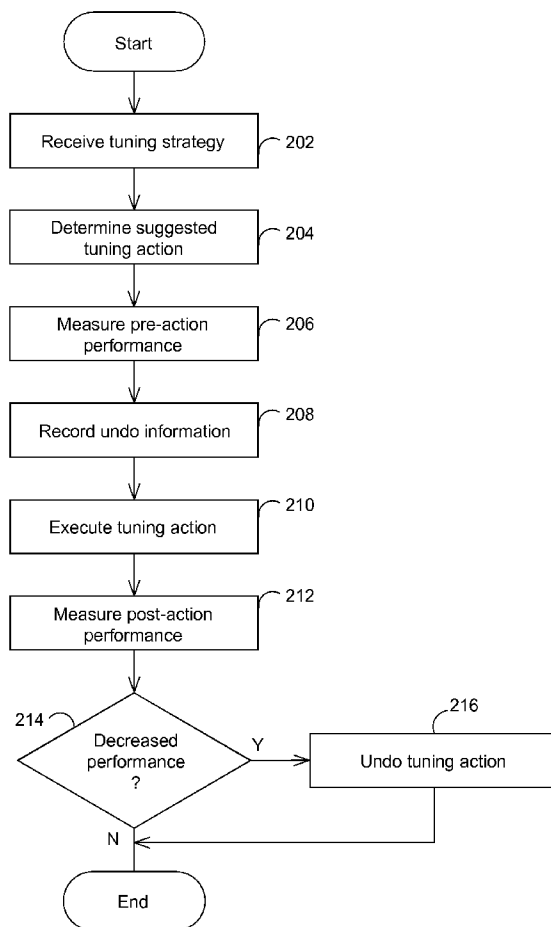 Start
Receive tuning strategy
202
Determine suggested
tuning action
204
Measure pre-action
performance
206
Record undo information
208
Execute tuning action
210
Measure post-action
performance
212
214
Decreased
performance
?
Y
216
Undo tuning action
N
End